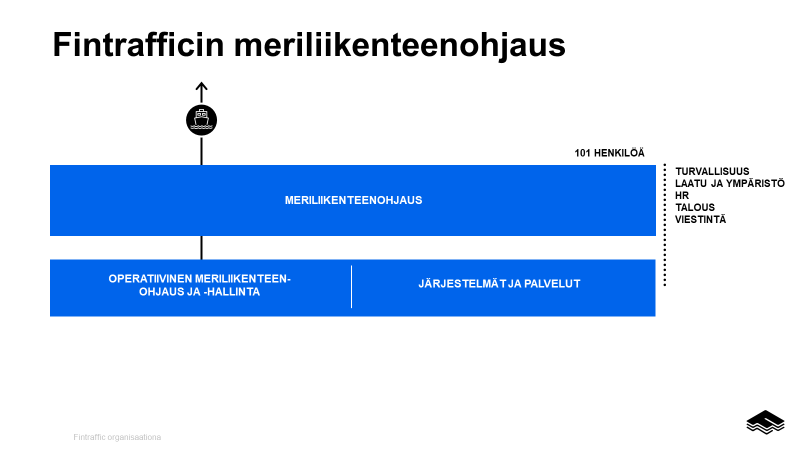 Fintrafficin meriliikenteenohjaus
101 HENKILÖÄ
MERILIIKENTEENOHJAUS
TURVALLISUUS
LAATU JA YMPÄRISTÖ
HR
TALOUS
VIESTINTÄ
OPERATIIVINEN MERILIIKENTEEN-
OHJAUS JA -HALLINTA
JÄRJESTELMÄT JA PALVELUT
Fintraffic organisaationa